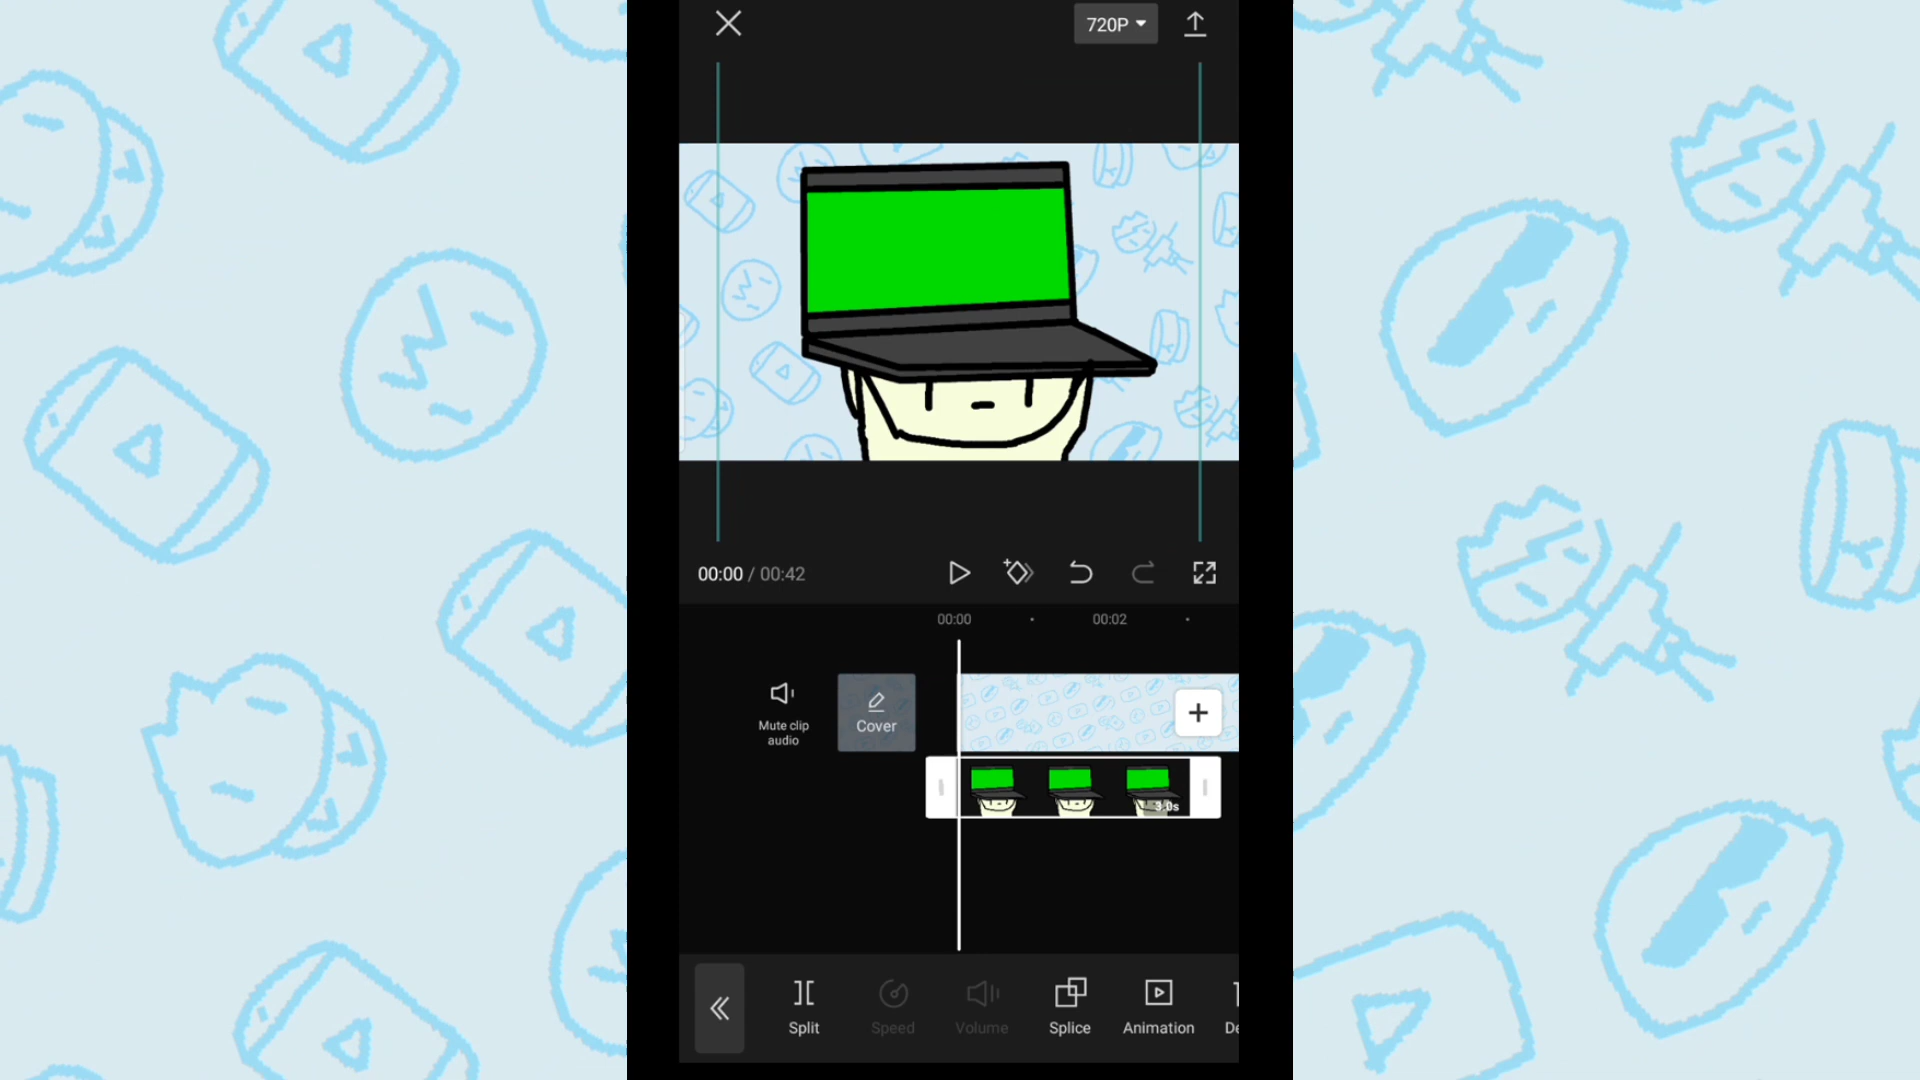 720P
00:00 / 00:42
00:00
00:02
Mute clip
audio
Cover
3.0s
Split
Speed
Volume
Splice
Animation
De